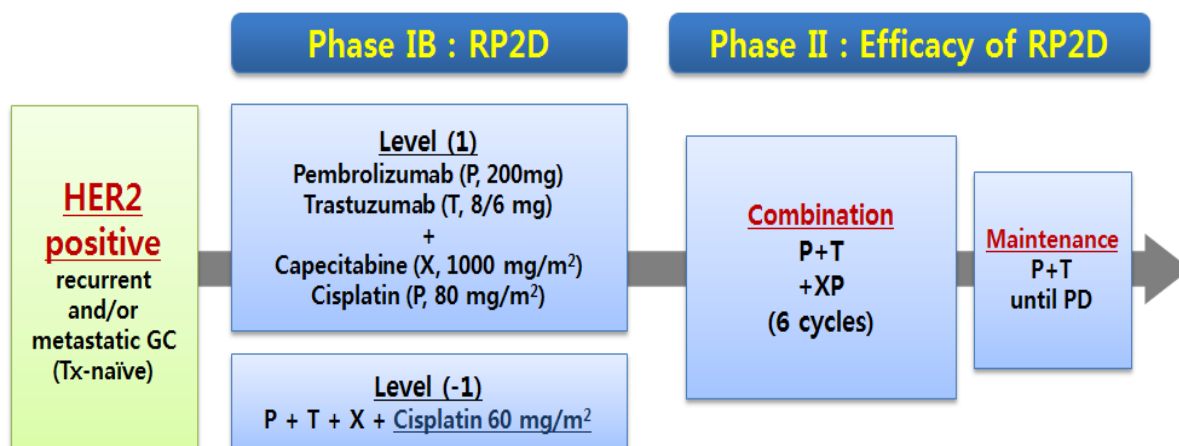 Phase IB : RP2D
Phase II : Efficacy of RP2D
HER2
positive
recurrent
and/or
metastatic GC
(Tx-naïve)
Level (1)
Pembrolizumab (P, 200mg)
Trastuzumab (T, 8/6 mg)
+
Capecitabine (X, 1000 mg/m²)
Cisplatin (P, 80 mg/m²)
Level (-1)
P + T + X + Cisplatin 60 mg/m²
Combination
P+T
+XP
(6 cycles)
Maintenance
P+T
until PD